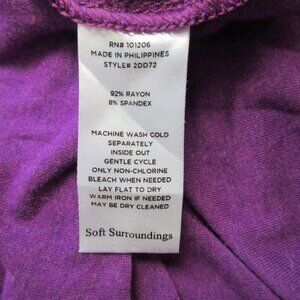 RN# 101206
MADE IN PHILIPPINES
STYLE# 2DD72
92% RAYON
8% SPANDEX
MACHINE WASH COLD
SEPARATELY
INSIDE OUT
GENTLE CYCLE
ONLY NON-CHLORINE
BLEACH WHEN NEEDED
LAY FLAT TO DRY
WARM IRON IF NEEDED
MAY BE DRY CLEANED
Soft Surroundings